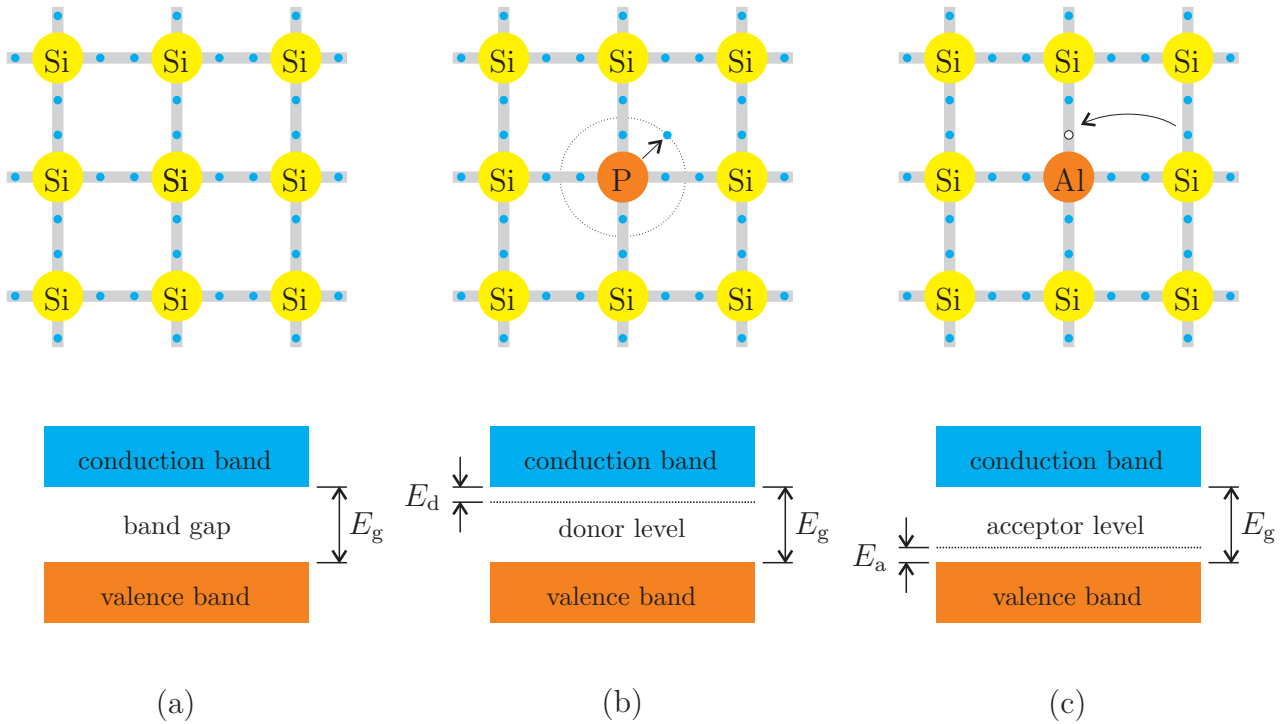 Si Si Si Si Si Si Si Si Si
Si Si Si Si P Si Si Al Si
Si Si Si Si Si Si Si Si Si
conduction band conduction band conduction band
E_d
band gap E_g donor level E_g acceptor level E_g
E_a
valence band valence band valence band
(a) (b) (c)